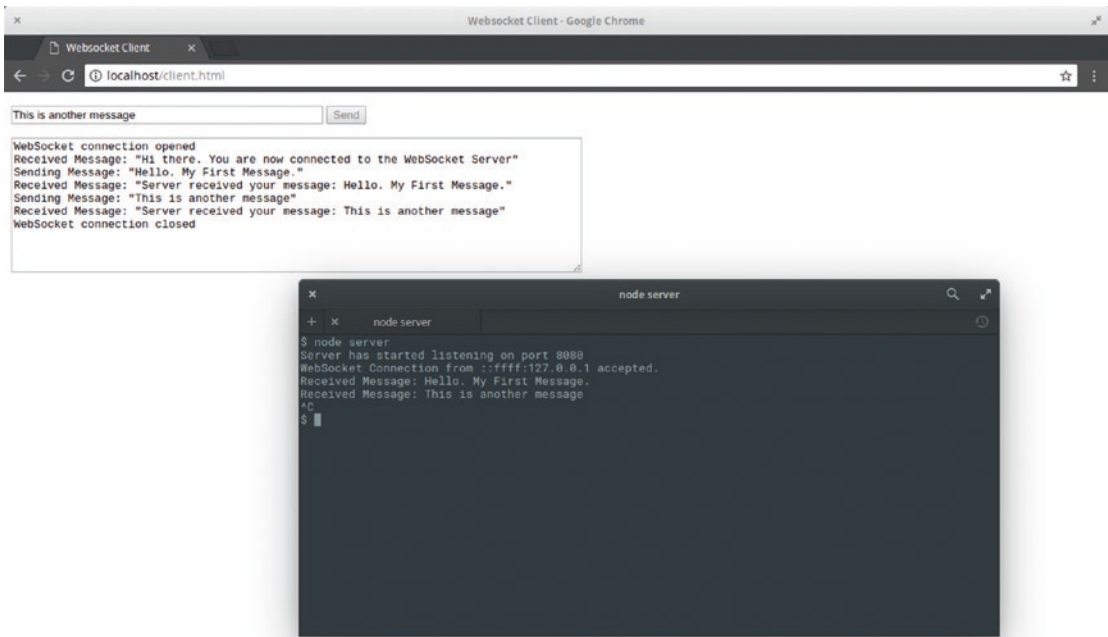 Websocket Client - Google Chrome
Websocket Client
localhost/client.html
This is another message
Send
WebSocket connection opened
Received Message: "Hi there. You are now connected to the WebSocket Server"
Sending Message: "Hello. My First Message."
Received Message: "Server received your message: Hello. My First Message."
Sending Message: "This is another message"
Received Message: "Server received your message: This is another message"
WebSocket connection closed
node server
node server
$ node server
Server has started listening on port 8080
WebSocket Connection from ::ffff:127.0.0.1 accepted.
Received Message: Hello. My First Message.
Received Message: This is another message
^C
$